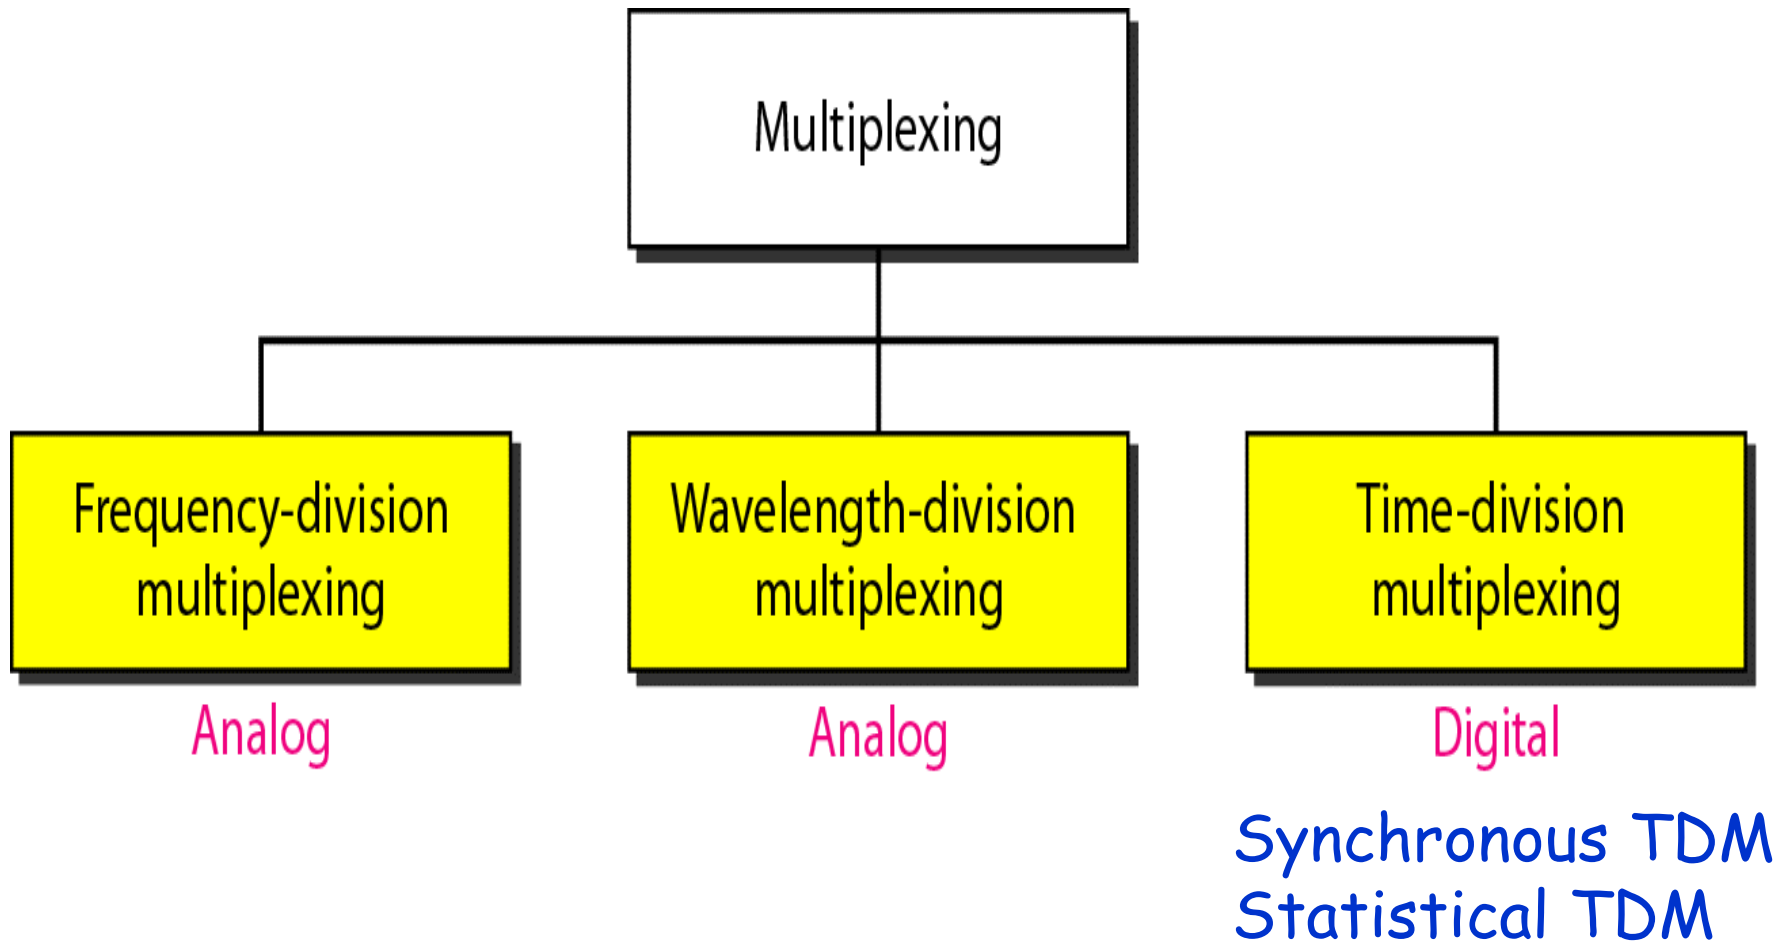 Multiplexing
Frequency-division
multiplexing
Wavelength-division
multiplexing
Time-division
multiplexing
Analog
Analog
Digital
Synchronous TDM
Statistical TDM